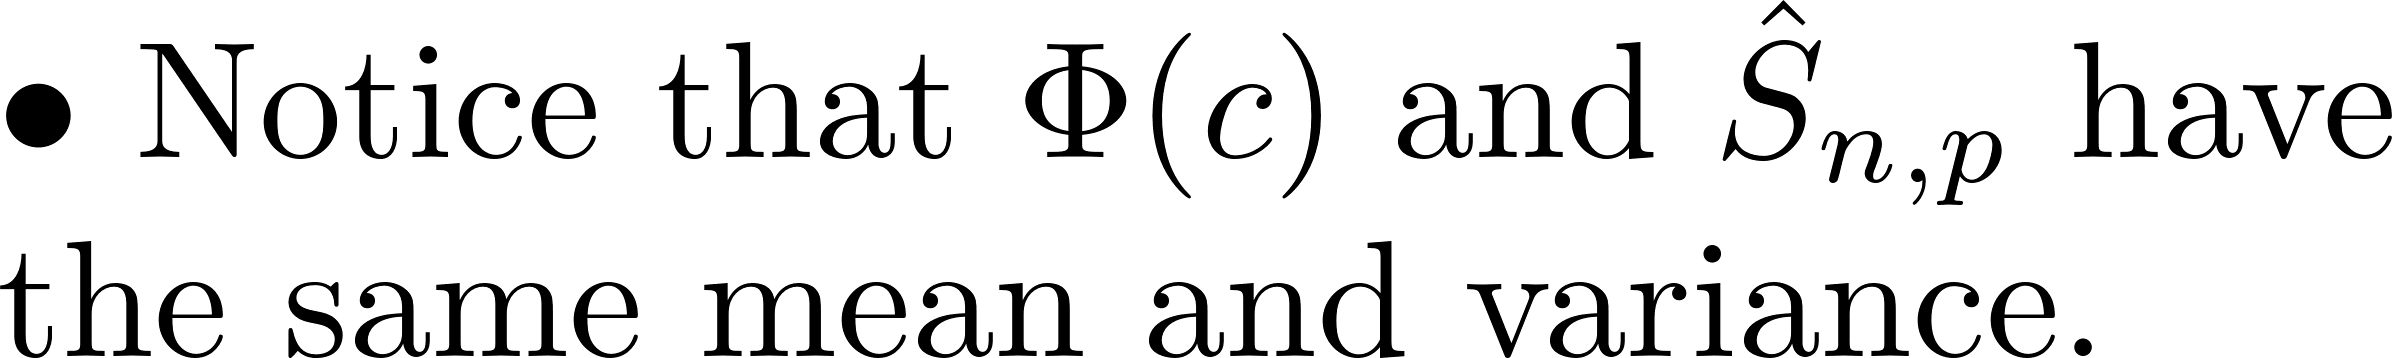 • Notice that Φ(c) and Ŝ_{n,p} have
the same mean and variance.